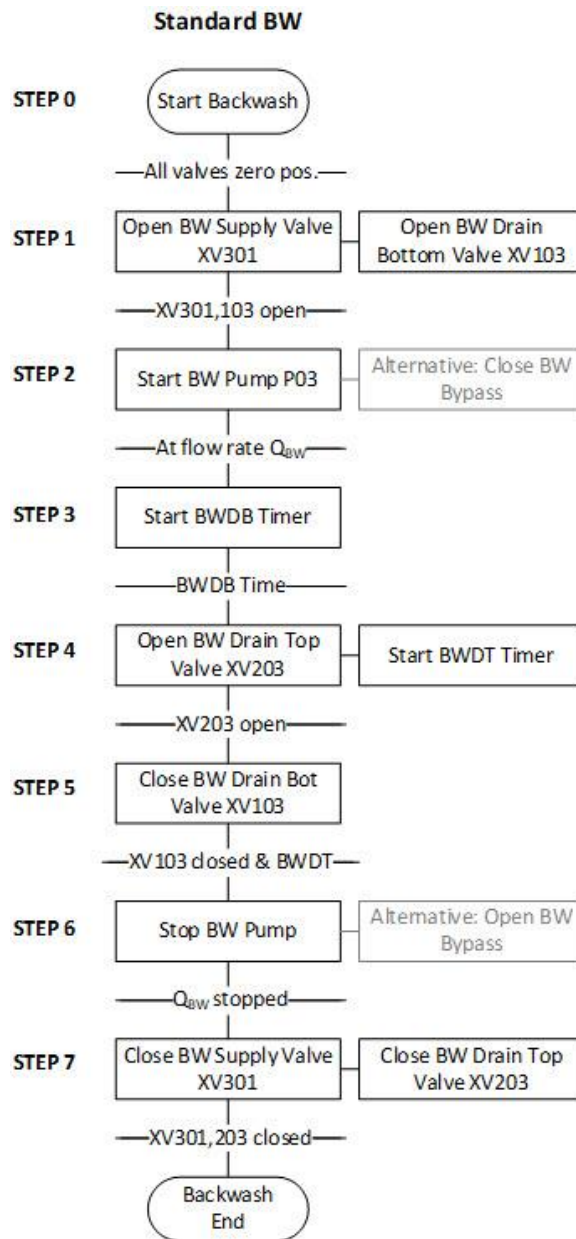 Standard BW
STEP 0
Start Backwash
All valves zero pos.
STEP 1
Open BW Supply Valve
XV301
Open BW Drain
Bottom Valve XV103
XV301,103 open
STEP 2
Start BW Pump P03
Alternative: Close BW
Bypass
At flow rate QBW
STEP 3
Start BWDB Timer
BWDB Time
STEP 4
Open BW Drain Top
Valve XV203
Start BWDT Timer
XV203 open
STEP 5
Close BW Drain Bot
Valve XV103
XV103 closed & BWDT
STEP 6
Stop BW Pump
Alternative: Open BW
Bypass
QBW stopped
STEP 7
Close BW Supply Valve
XV301
Close BW Drain Top
Valve XV203
XV301,203 closed
Backwash
End